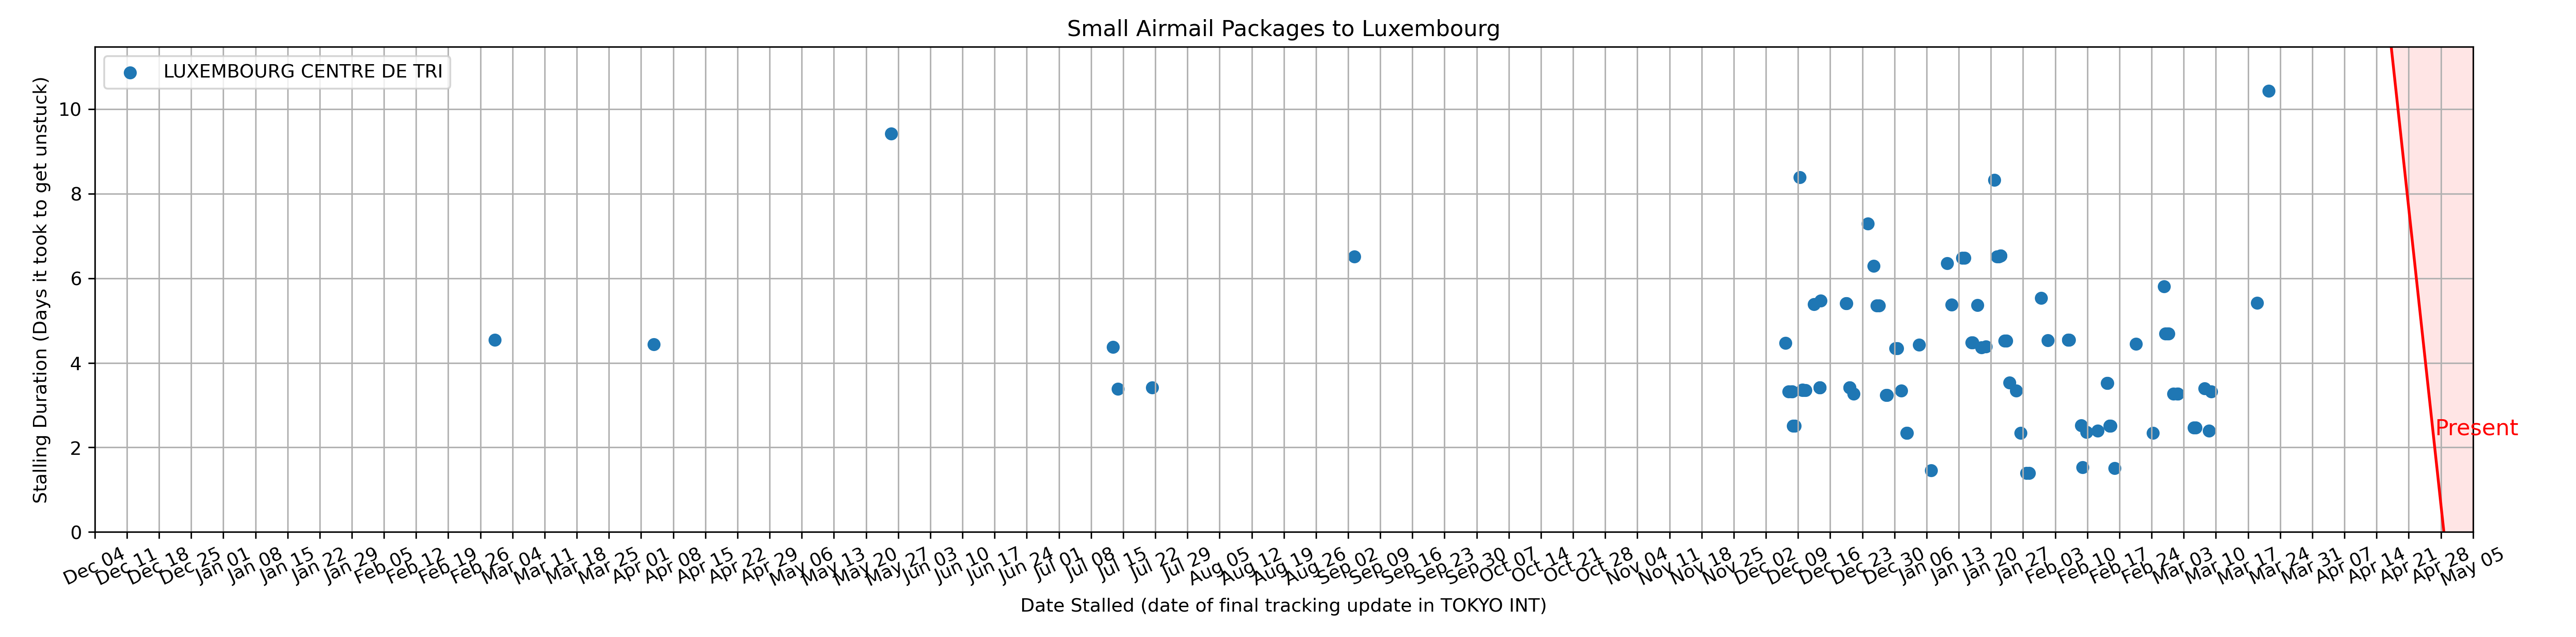 Small Airmail Packages to Luxembourg
LUXEMBOURG CENTRE DE TRI
Stalling Duration (Days it took to get unstuck)
10
8
6
4
2
0
Present
Dec 04 Dec 11 Dec 18 Dec 25 Jan 01 Jan 08 Jan 15 Jan 22 Jan 29 Feb 05 Feb 12 Feb 19 Feb 26 Mar 04 Mar 11 Mar 18 Mar 25 Apr 01 Apr 08 Apr 15 Apr 22 Apr 29 May 06 May 13 May 20 May 27 Jun 03 Jun 10 Jun 17 Jun 24 Jul 01 Jul 08 Jul 15 Jul 22 Jul 29 Aug 05 Aug 12 Aug 19 Aug 26 Sep 02 Sep 09 Sep 16 Sep 23 Sep 30 Oct 07 Oct 14 Oct 21 Oct 28 Nov 04 Nov 11 Nov 18 Nov 25 Dec 02 Dec 09 Dec 16 Dec 23 Dec 30 Jan 06 Jan 13 Jan 20 Jan 27 Feb 03 Feb 10 Feb 17 Feb 24 Mar 03 Mar 10 Mar 17 Mar 24 Mar 31 Apr 07 Apr 14 Apr 21 Apr 28 May 05
Date Stalled (date of final tracking update in TOKYO INT)